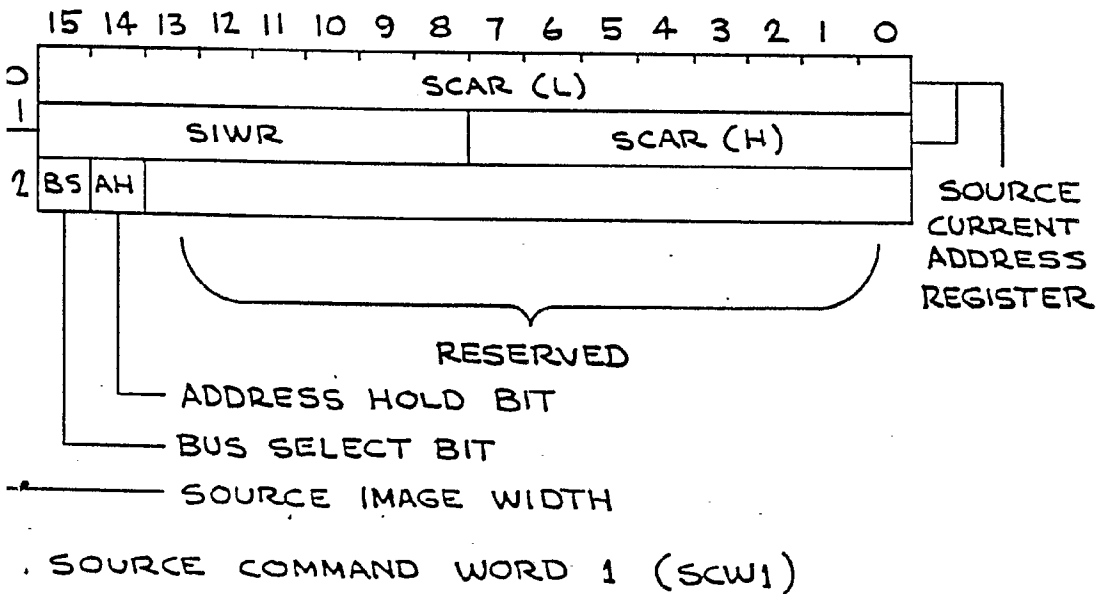 15 14 13 12 11 10 9 8 7 6 5 4 3 2 1 0
0 SCAR (L)
1 SIWR SCAR (H)
2 BS AH
SOURCE
CURRENT
ADDRESS
REGISTER
RESERVED
ADDRESS HOLD BIT
BUS SELECT BIT
SOURCE IMAGE WIDTH
. SOURCE COMMAND WORD 1 (SCW1)